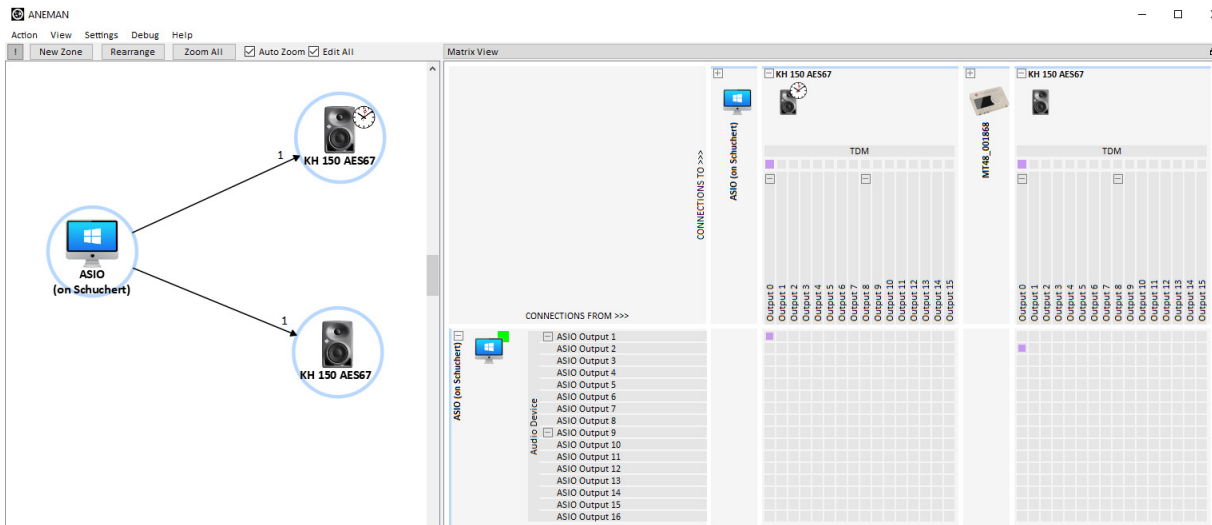 ANEMAN
Action View Settings Debug Help
! New Zone Rearrange Zoom All Auto Zoom Edit All
Matrix View
1
KH 150 AES67
ASIO
(on Schuchert)
1
KH 150 AES67
CONNECTIONS TO >>>
CONNECTIONS FROM >>>
ASIO (on Schuchert)
KH 150 AES67
TDM
Output 0
Output 1
Output 2
Output 3
Output 4
Output 5
Output 6
Output 7
Output 8
Output 9
Output 10
Output 11
Output 12
Output 13
Output 14
Output 15
MT48_001868
KH 150 AES67
TDM
Output 0
Output 1
Output 2
Output 3
Output 4
Output 5
Output 6
Output 7
Output 8
Output 9
Output 10
Output 11
Output 12
Output 13
Output 14
Output 15
ASIO (on Schuchert)
Audio Device
ASIO Output 1
ASIO Output 2
ASIO Output 3
ASIO Output 4
ASIO Output 5
ASIO Output 6
ASIO Output 7
ASIO Output 8
ASIO Output 9
ASIO Output 10
ASIO Output 11
ASIO Output 12
ASIO Output 13
ASIO Output 14
ASIO Output 15
ASIO Output 16